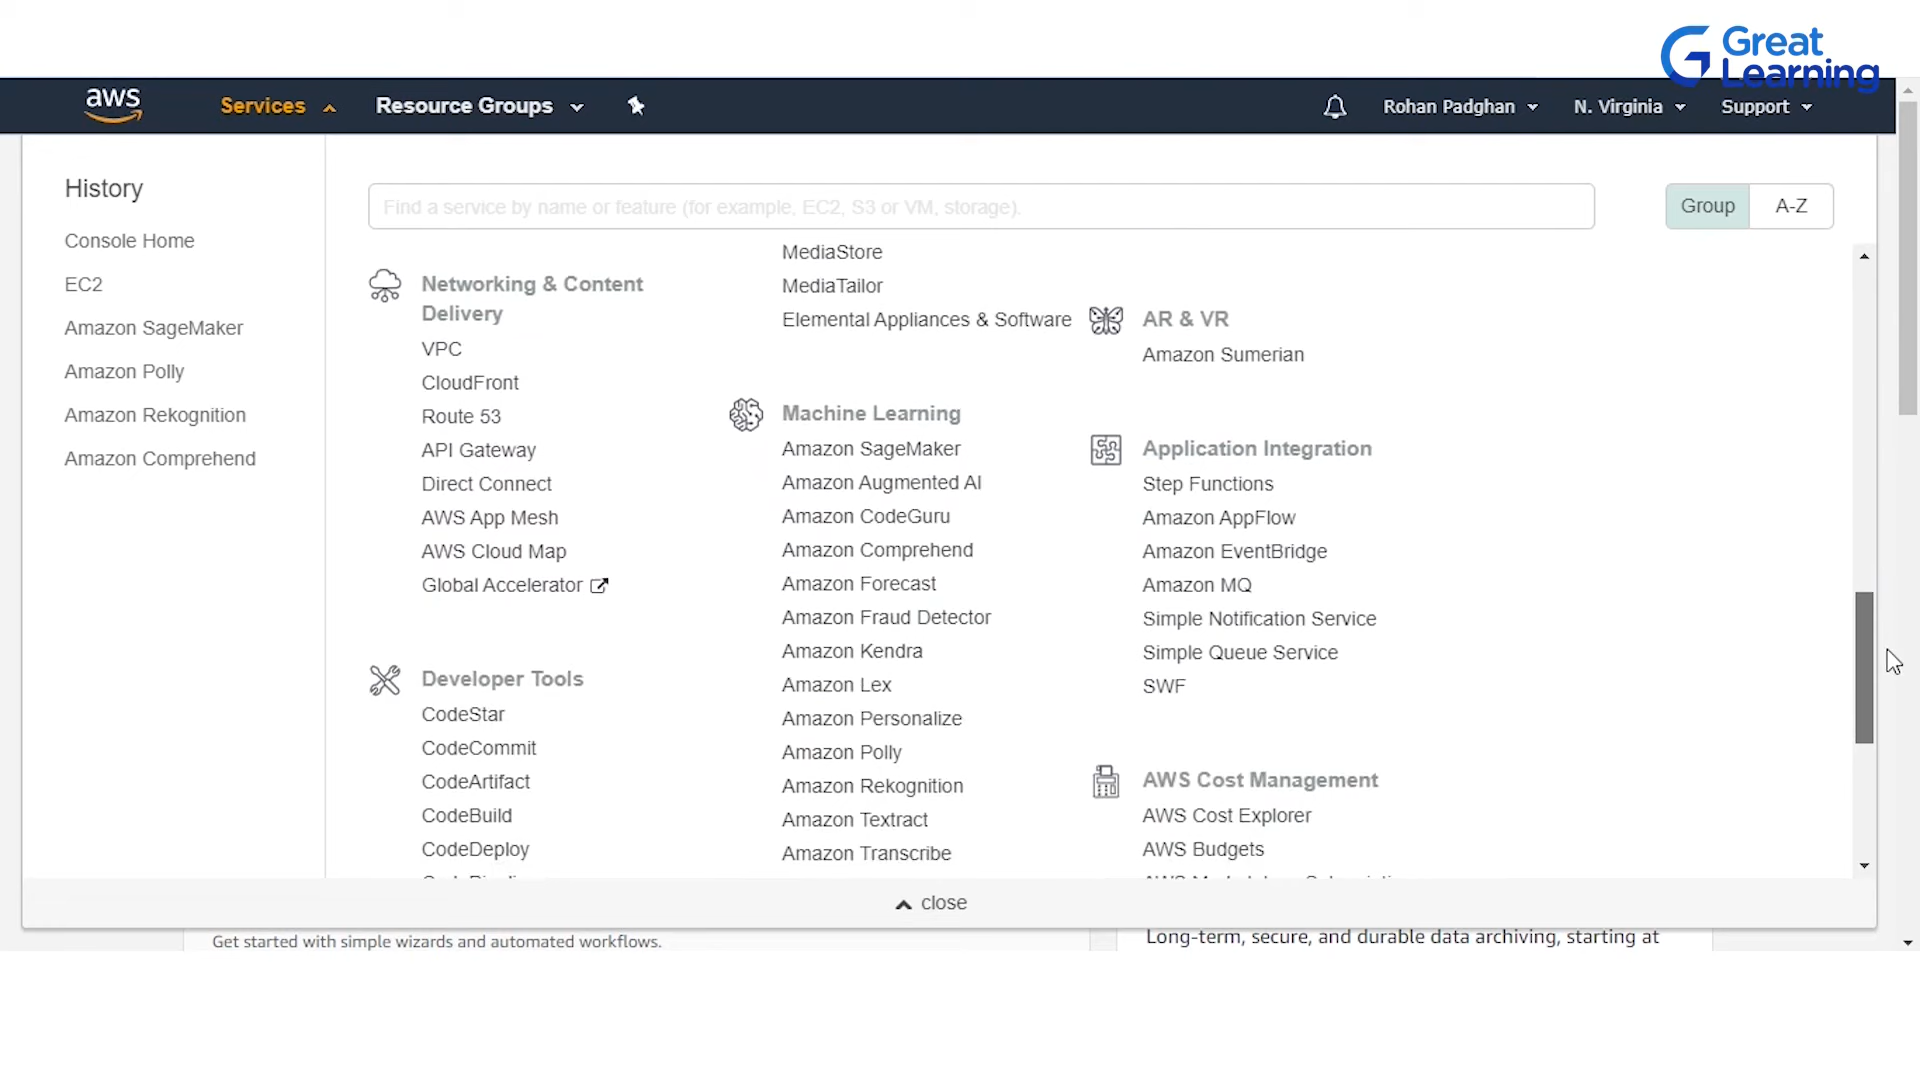 Great
Learning
aws
Services
Resource Groups
Rohan Padghan
N. Virginia
Support
History
Console Home
EC2
Amazon SageMaker
Amazon Polly
Amazon Rekognition
Amazon Comprehend
Find a service by name or feature (for example, EC2, S3 or VM, storage).
Group
A-Z
Networking & Content
Delivery
VPC
CloudFront
Route 53
API Gateway
Direct Connect
AWS App Mesh
AWS Cloud Map
Global Accelerator
Developer Tools
CodeStar
CodeCommit
CodeArtifact
CodeBuild
CodeDeploy
MediaStore
MediaTailor
Elemental Appliances & Software
Machine Learning
Amazon SageMaker
Amazon Augmented AI
Amazon CodeGuru
Amazon Comprehend
Amazon Forecast
Amazon Fraud Detector
Amazon Kendra
Amazon Lex
Amazon Personalize
Amazon Polly
Amazon Rekognition
Amazon Textract
Amazon Transcribe
AR & VR
Amazon Sumerian
Application Integration
Step Functions
Amazon AppFlow
Amazon EventBridge
Amazon MQ
Simple Notification Service
Simple Queue Service
SWF
AWS Cost Management
AWS Cost Explorer
AWS Budgets
close
Get started with simple wizards and automated workflows.
Long-term, secure, and durable data archiving, starting at